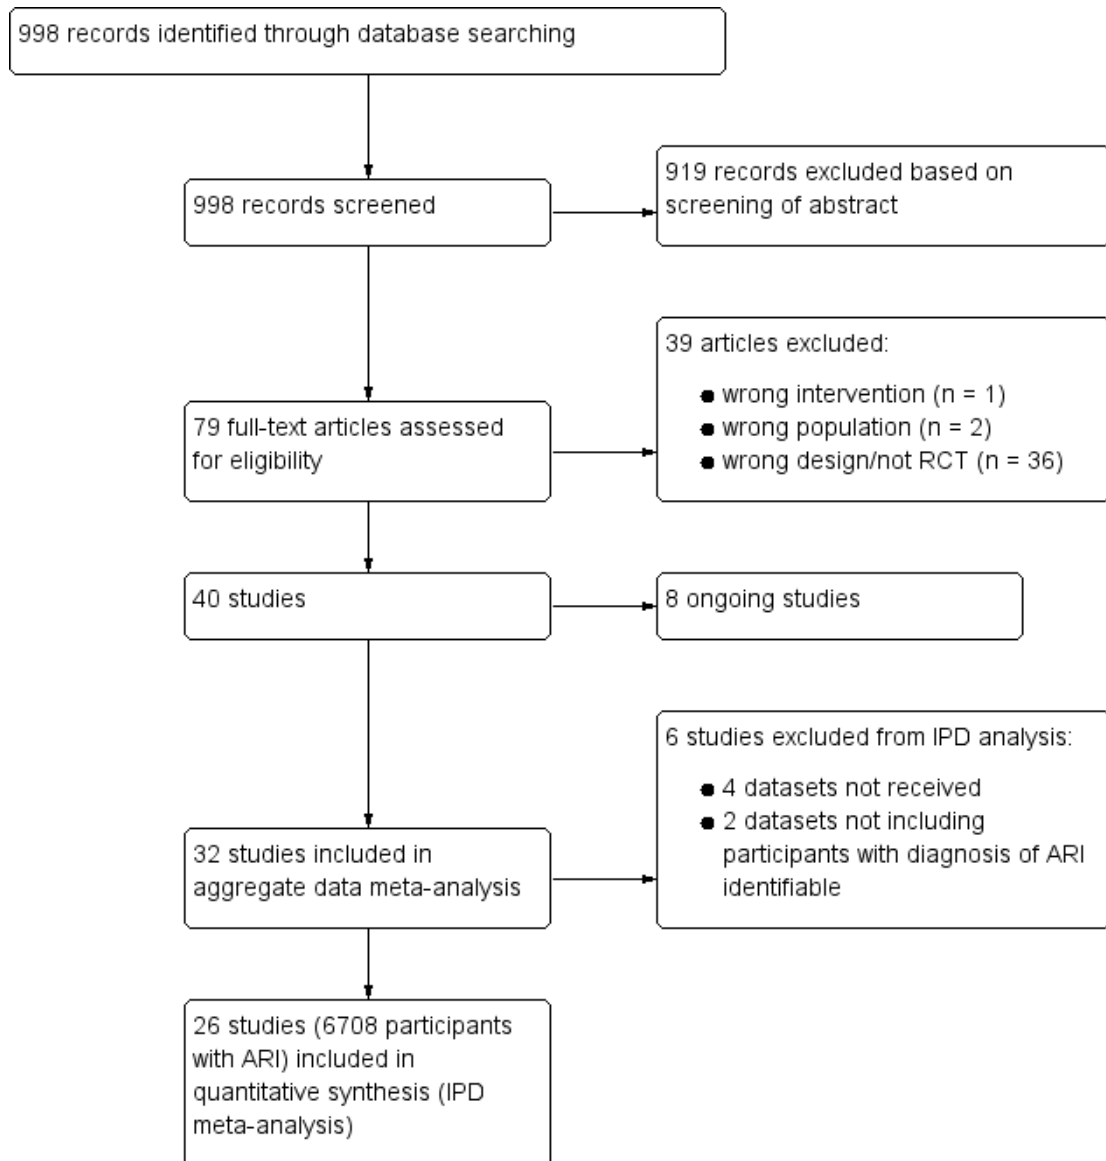 998 records identified through database searching
998 records screened
919 records excluded based on
screening of abstract
79 full-text articles assessed
for eligibility
39 articles excluded:
● wrong intervention (n = 1)
● wrong population (n = 2)
● wrong design/not RCT (n = 36)
40 studies
8 ongoing studies
32 studies included in
aggregate data meta-analysis
6 studies excluded from IPD analysis:
● 4 datasets not received
● 2 datasets not including
participants with diagnosis of ARI
identifiable
26 studies (6708 participants
with ARI) included in
quantitative synthesis (IPD
meta-analysis)